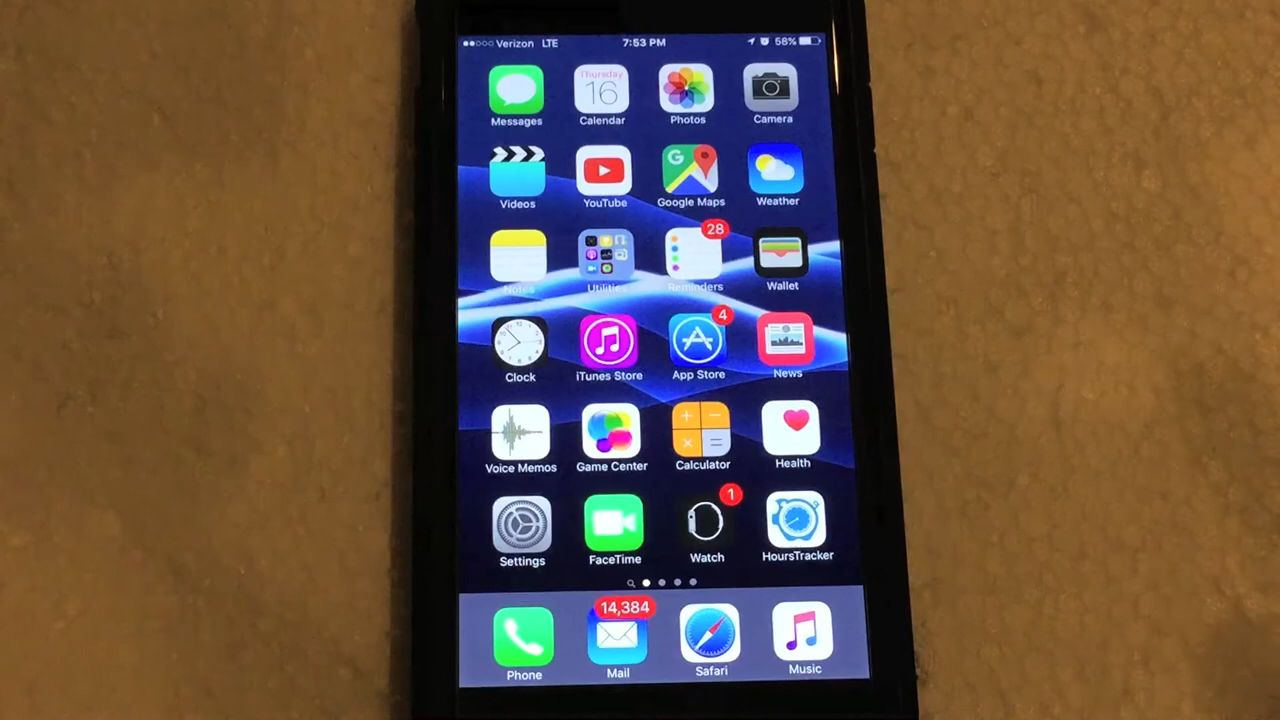 Verizon LTE 7:53 PM 58%
Thursday
16
Messages Calendar Photos Camera
G
Videos YouTube Google Maps Weather
28
Notes Utilities Reminders Wallet
4
Clock iTunes Store App Store News
Voice Memos Game Center Calculator Health
1
Settings FaceTime Watch HoursTracker
14,384
Phone Mail Safari Music